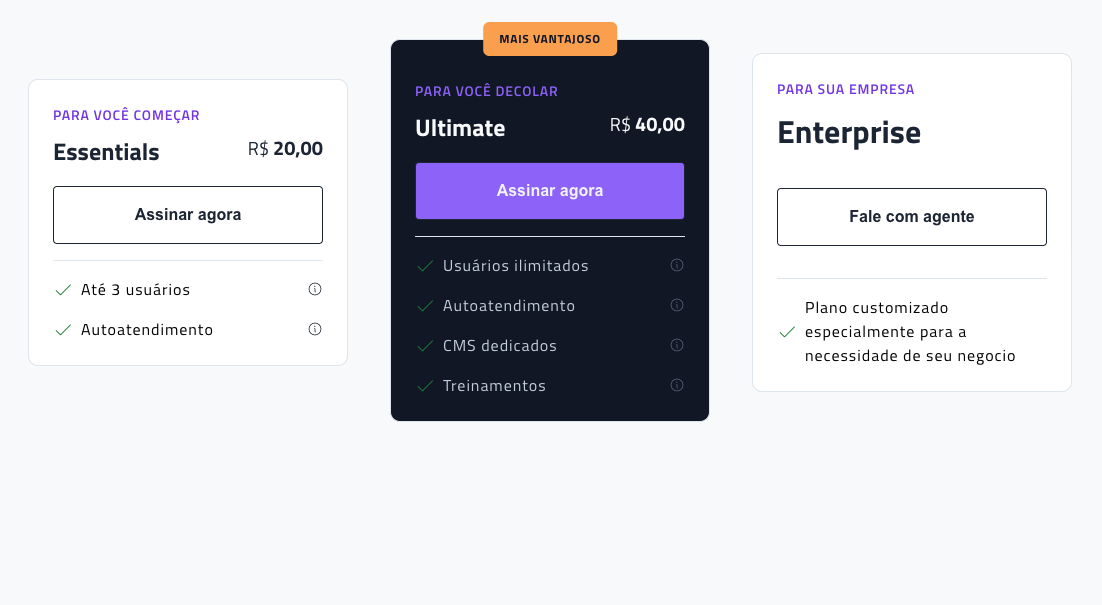 PARA VOCÊ COMEÇAR
Essentials
R$ 20,00
Assinar agora
Até 3 usuários
Autoatendimento
MAIS VANTAJOSO
PARA VOCÊ DECOLAR
Ultimate
R$ 40,00
Assinar agora
Usuários ilimitados
Autoatendimento
CMS dedicados
Treinamentos
PARA SUA EMPRESA
Enterprise
Fale com agente
Plano customizado
especialmente para a
necessidade de seu negocio